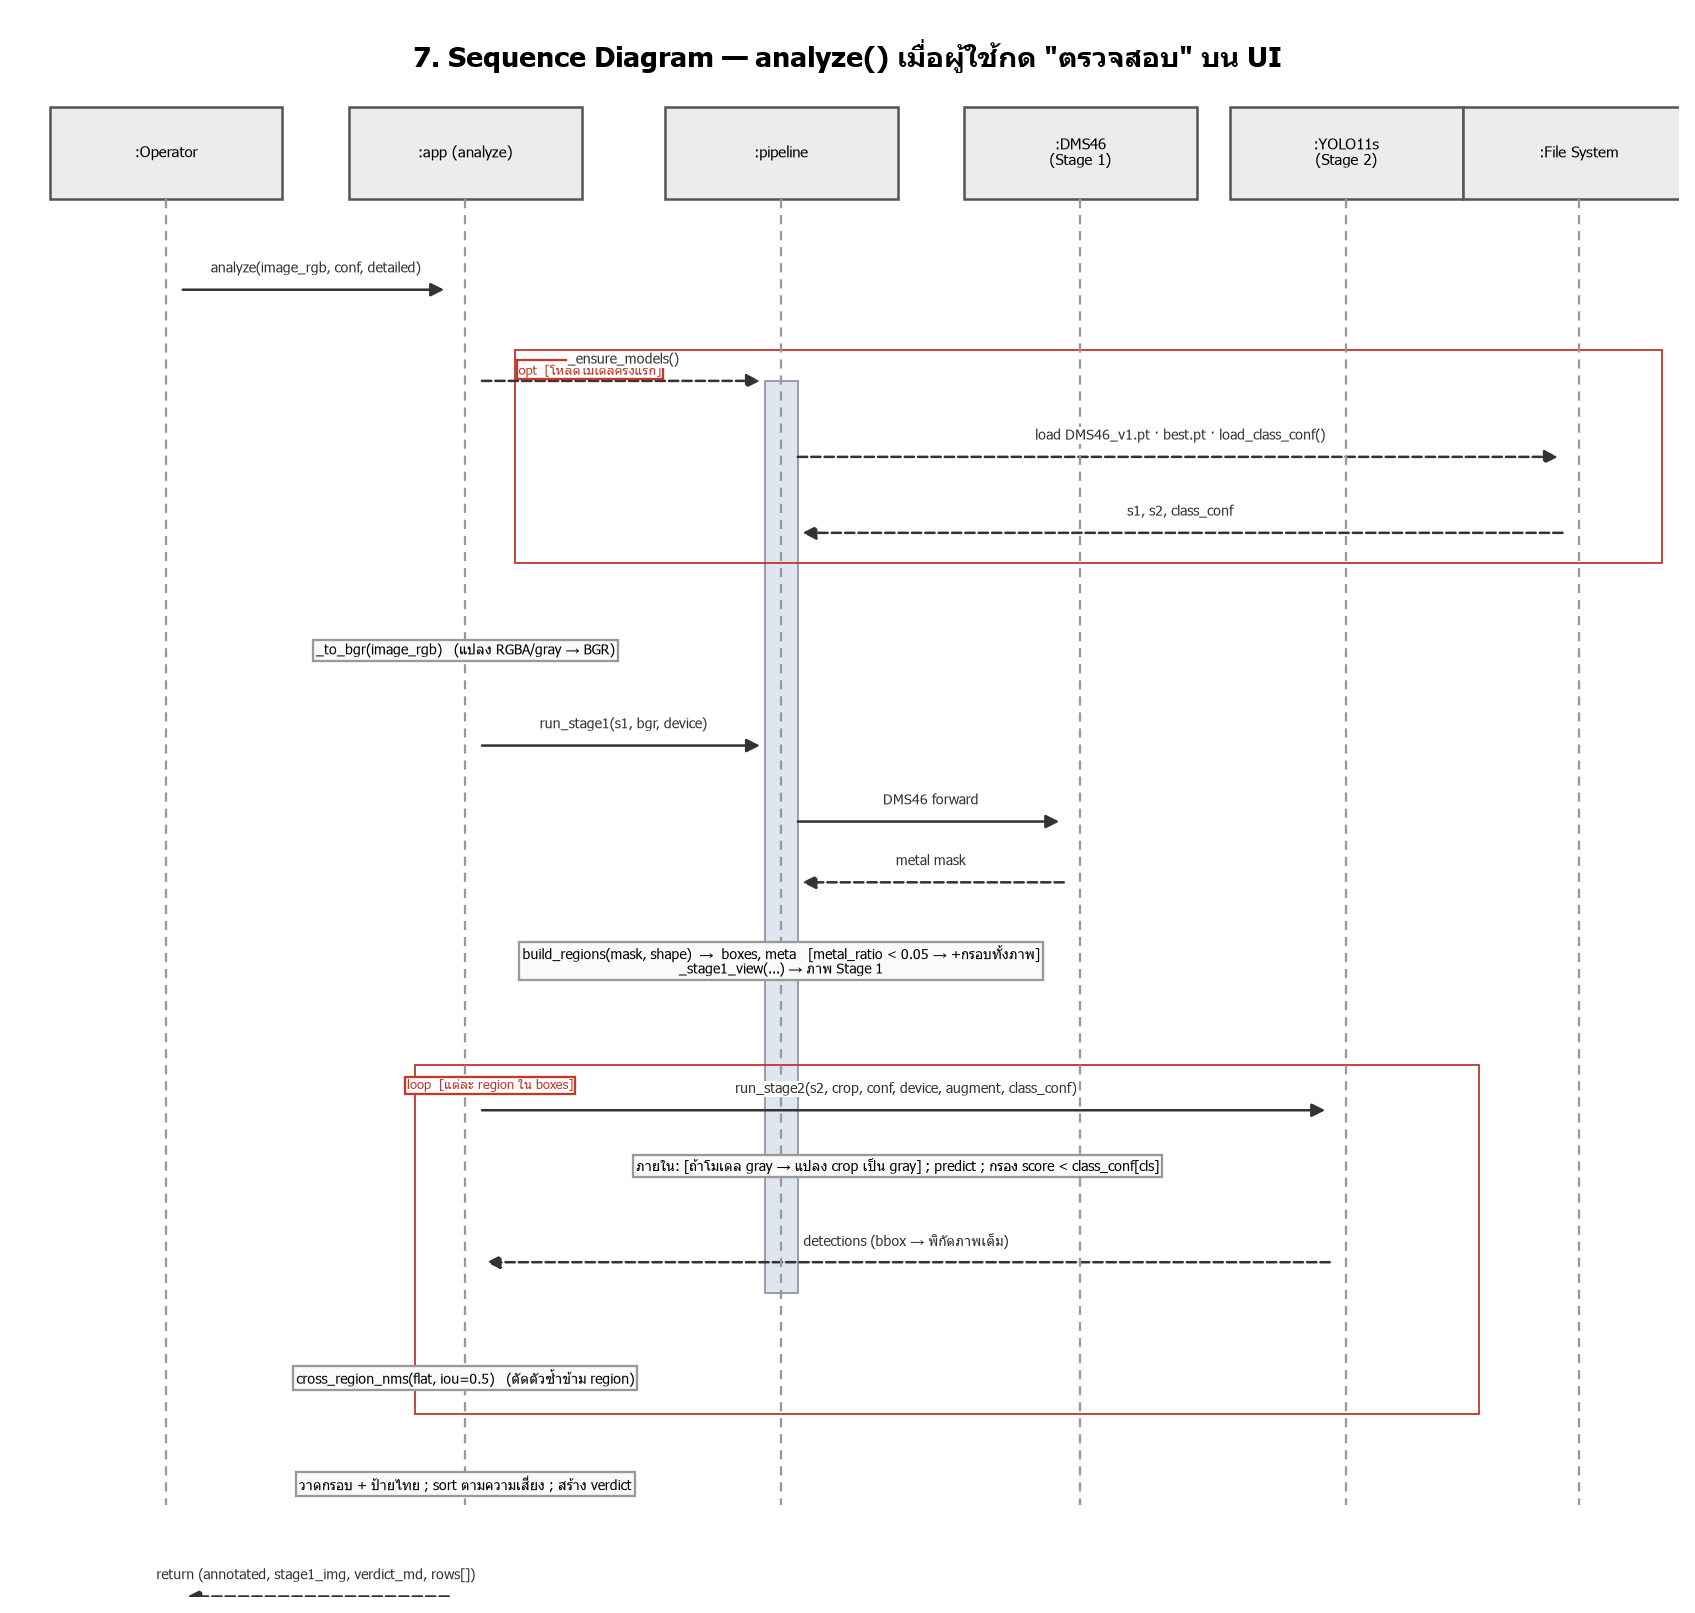 7. Sequence Diagram — analyze() เมื่อผู้ใช้กด "ตรวจสอบ" บน UI
:Operator
:app (analyze)
:pipeline
:DMS46
(Stage 1)
:YOLO11s
(Stage 2)
:File System
analyze(image_rgb, conf, detailed)
_ensure_models()
opt [โหลดโมเดลครั้งแรก]
load DMS46_v1.pt · best.pt · load_class_conf()
s1, s2, class_conf
_to_bgr(image_rgb) (แปลง RGBA/gray → BGR)
run_stage1(s1, bgr, device)
DMS46 forward
metal mask
build_regions(mask, shape) → boxes, meta [metal_ratio < 0.05 → +กรอบทั้งภาพ]
_stage1_view(...) → ภาพ Stage 1
loop [แต่ละ region ใน boxes]
run_stage2(s2, crop, conf, device, augment, class_conf)
ภายใน: [ถ้าโมเดล gray → แปลง crop เป็น gray] ; predict ; กรอง score < class_conf[cls]
detections (bbox → พิกัดภาพเต็ม)
cross_region_nms(flat, iou=0.5) (ตัดตัวซ้ำข้าม region)
วาดกรอบ + ป้ายไทย ; sort ตามความเสี่ยง ; สร้าง verdict
return (annotated, stage1_img, verdict_md, rows[])